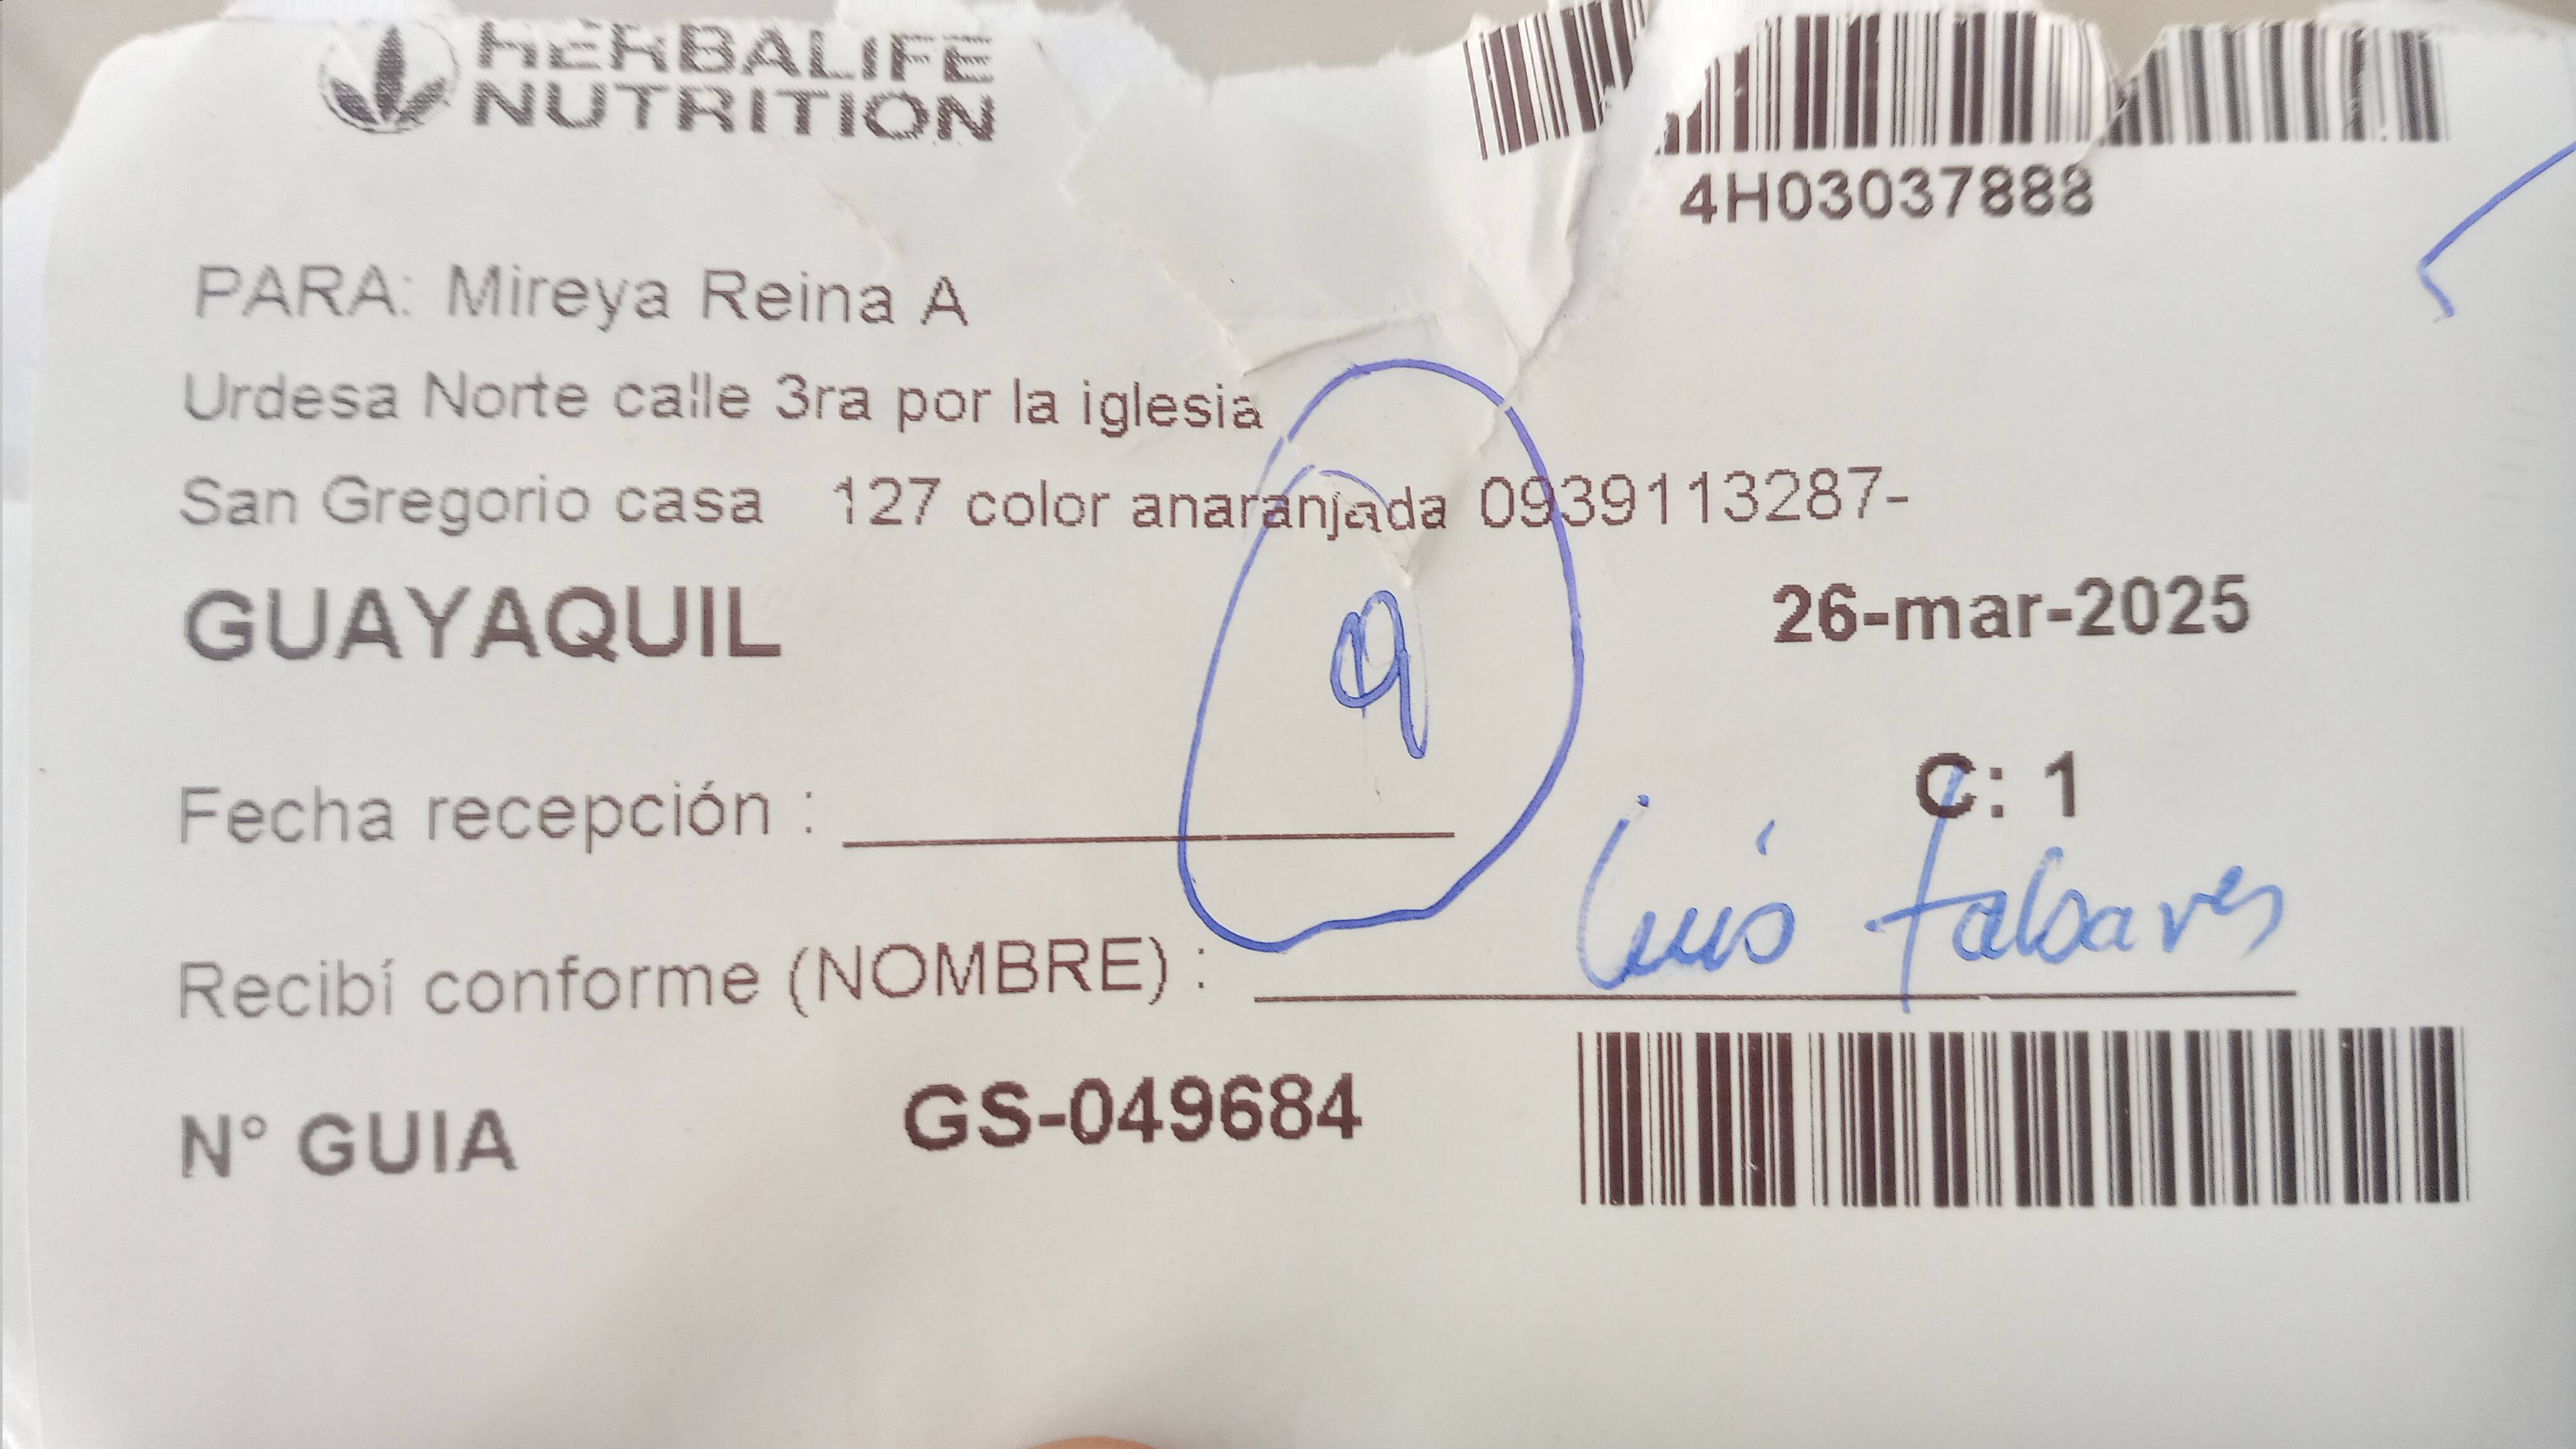 HERBALIFE
NUTRITION
4H03037888
PARA: Mireya Reina A
Urdesa Norte calle 3ra por la iglesia
San Gregorio casa 127 color anaranjada 0939113287-
GUAYAQUIL
9
26-mar-2025
C: 1
Fecha recepción :
Recibí conforme (NOMBRE) : Luis
N° GUIA GS-049684